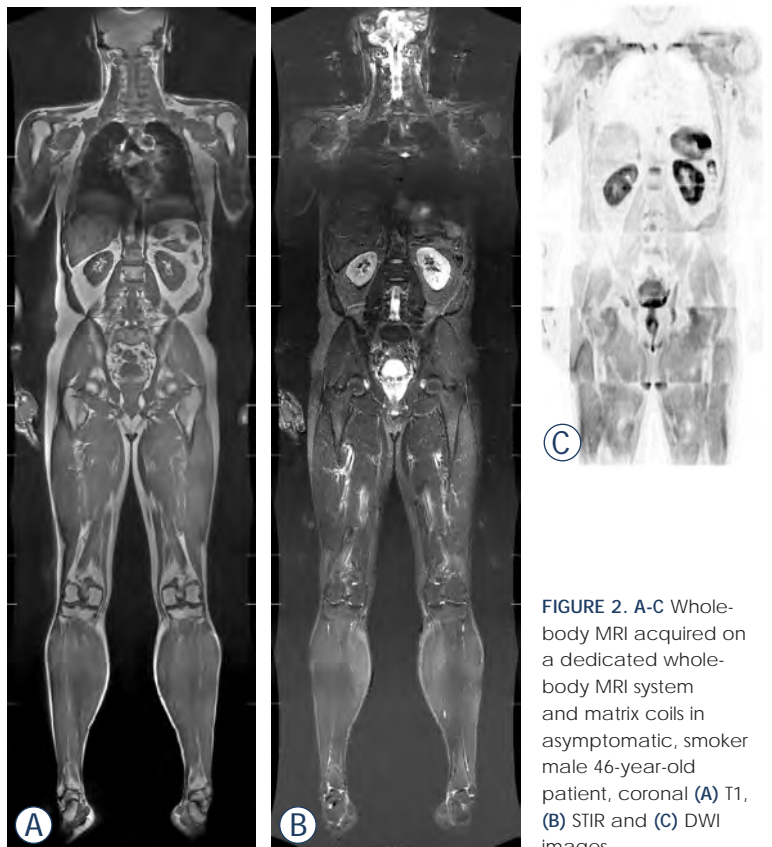 A
B
C
FIGURE 2. A-C Whole-
body MRI acquired on
a dedicated whole-
body MRI system
and matrix coils in
asymptomatic, smoker
male 46-year-old
patient, coronal (A) T1,
(B) STIR and (C) DWI
images